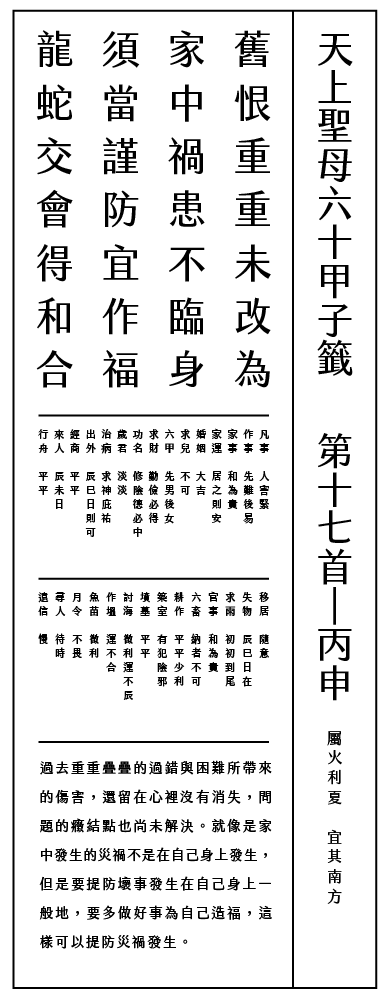 天上聖母六十甲子籤　第十七首｜丙申　屬火利夏　宜其南方
舊恨重重未改為
家中禍患不臨身
須當謹防宜作福
龍蛇交會得和合
凡事　人害緊
作事　先難後易
家事　和為貴
家運　居之則安
婚姻　大吉
求兒　不可
六甲　先男後女
求財　勤儉必得
功名　修陰德必中
歲君　淡淡
治病　求神庇祐
出外　辰巳日則可
經商　平平
來人　辰未日
行舟　平平
移居　隨意
失物　辰巳日在
求雨　初初到尾
官事　和為貴
六畜　納者不可
耕作　平平少利
築室　有犯陰邪
墳墓　平平
討海　微利運不辰
作塭　運不合
魚苗　微利
月令　不畏
尋人　待時
遠信　慢
過去重重疊疊的過錯與困難所帶來
的傷害，還留在心裡沒有消失，問
題的癥結點也尚未解決。就像是家
中發生的災禍不是在自己身上發生，
但是要提防壞事發生在自己身上一
般地，要多做好事為自己造福，這
樣可以提防災禍發生。